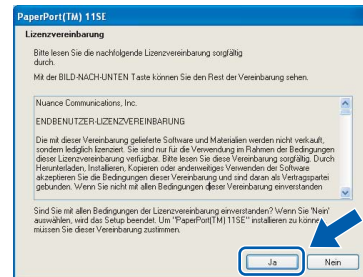 PaperPort(TM) 11SE
Lizenzvereinbarung
Bitte lesen Sie die nachfolgende Lizenzvereinbarung sorgfältig
durch.
Mit der BILD-NACH-UNTEN Taste können Sie den Rest der Vereinbarung sehen.
Nuance Communications, Inc.
ENDBENUTZER-LIZENZVEREINBARUNG
Die mit dieser Vereinbarung gelieferte Software und Materialien werden nicht verkauft,
sondern lediglich lizenziert. Sie sind nur für die Verwendung im Rahmen der Bedingungen
dieser Lizenzvereinbarung verfügbar. Bitte lesen Sie diese Vereinbarung sorgfältig. Durch
Herunterladen, Installieren, Kopieren oder anderweitiges Verwenden der Software
akzeptieren Sie die Bedingungen dieser Vereinbarung und sind daran als Vertragspartei
gebunden. Wenn Sie nicht mit allen Bedingungen dieser Vereinbarung einverstanden
Sind Sie mit allen Bedingungen der Lizenzvereinbarung einverstanden? Wenn Sie 'Nein'
auswählen, wird das Setup beendet. Um "PaperPort(TM) 11SE" installieren zu können,
müssen Sie dieser Vereinbarung zustimmen.
Ja
Nein